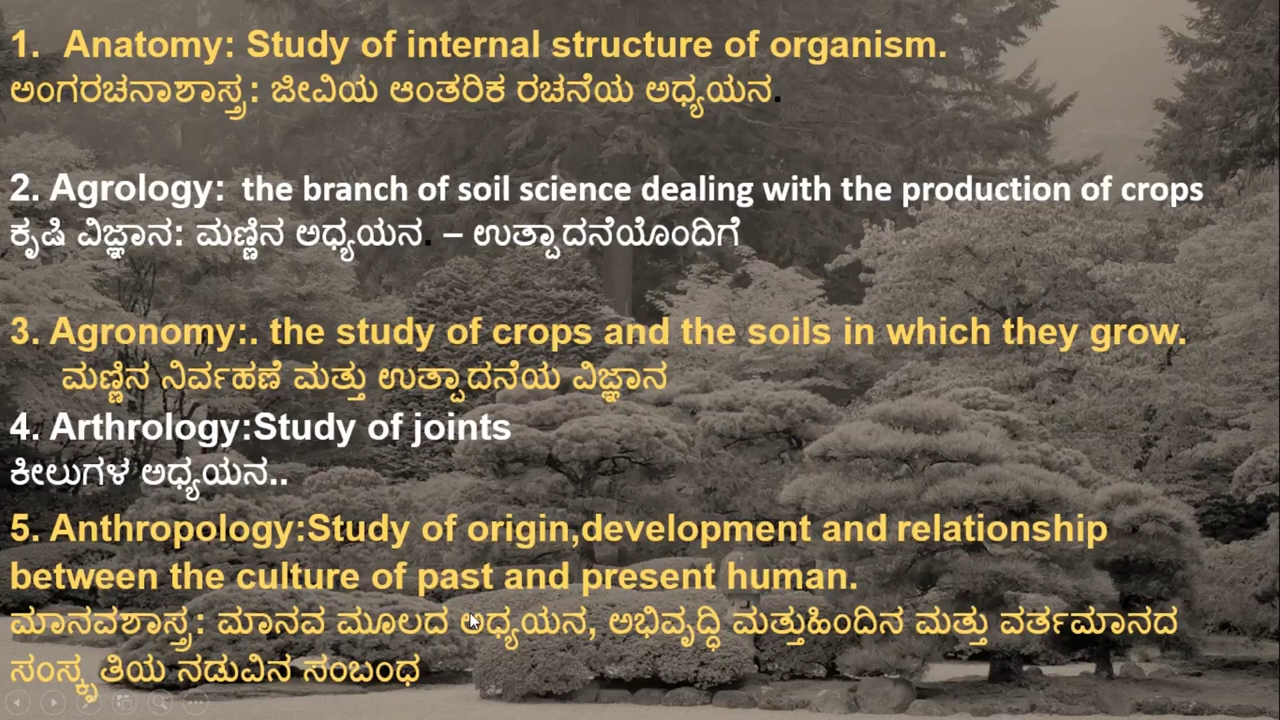 1. Anatomy: Study of internal structure of organism.
ಅಂಗರಚನಾಶಾಸ್ತ್ರ: ಜೀವಿಯ ಆಂತರಿಕ ರಚನೆಯ ಅಧ್ಯಯನ.
2. Agrology: the branch of soil science dealing with the production of crops
ಕೃಷಿ ವಿಜ್ಞಾನ: ಮಣ್ಣಿನ ಅಧ್ಯಯನ. – ಉತ್ಪಾದನೆಯೊಂದಿಗೆ
3. Agronomy:. the study of crops and the soils in which they grow.
ಮಣ್ಣಿನ ನಿರ್ವಹಣೆ ಮತ್ತು ಉತ್ಪಾದನೆಯ ವಿಜ್ಞಾನ
4. Arthrology:Study of joints
ಕೀಲುಗಳ ಅಧ್ಯಯನ..
5. Anthropology:Study of origin,development and relationship
between the culture of past and present human.
ಮಾನವಶಾಸ್ತ್ರ: ಮಾನವ ಮೂಲದ ಅಧ್ಯಯನ, ಅಭಿವೃದ್ಧಿ ಮತ್ತುಹಿಂದಿನ ಮತ್ತು ವರ್ತಮಾನದ
ಸಂಸ್ಕೃತಿಯ ನಡುವಿನ ಸಂಬಂಧ